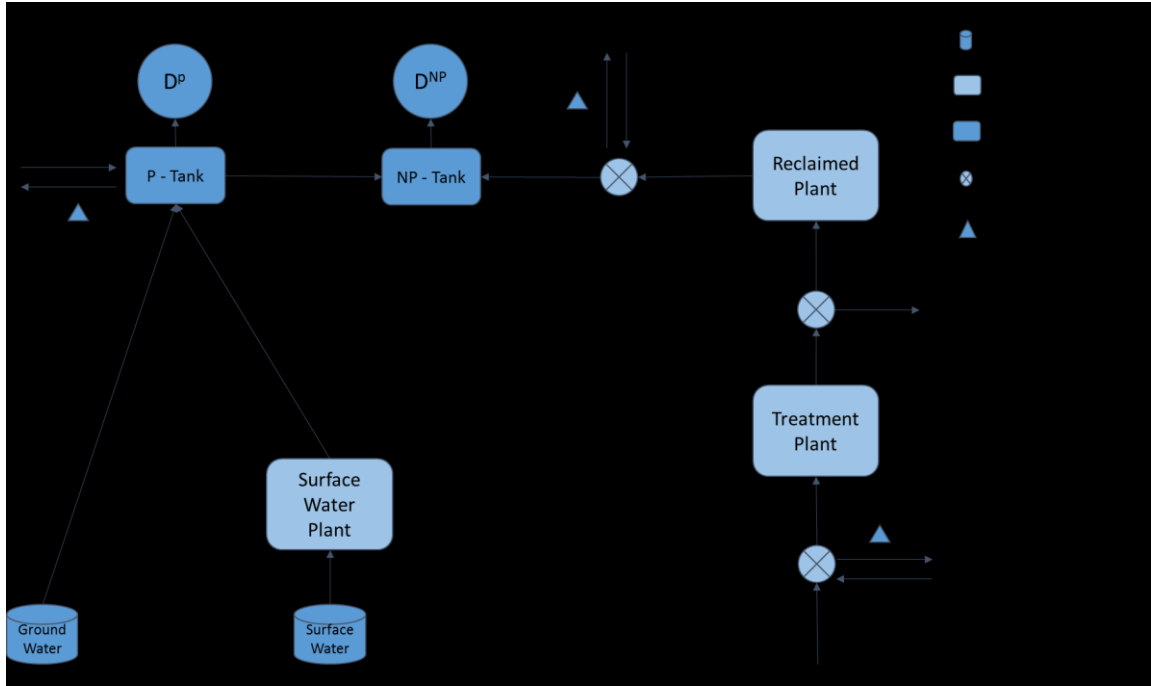 Dᵖ
Dᴺᴾ
P - Tank
NP - Tank
Reclaimed
Plant
Treatment
Plant
Surface
Water
Plant
Ground
Water
Surface
Water